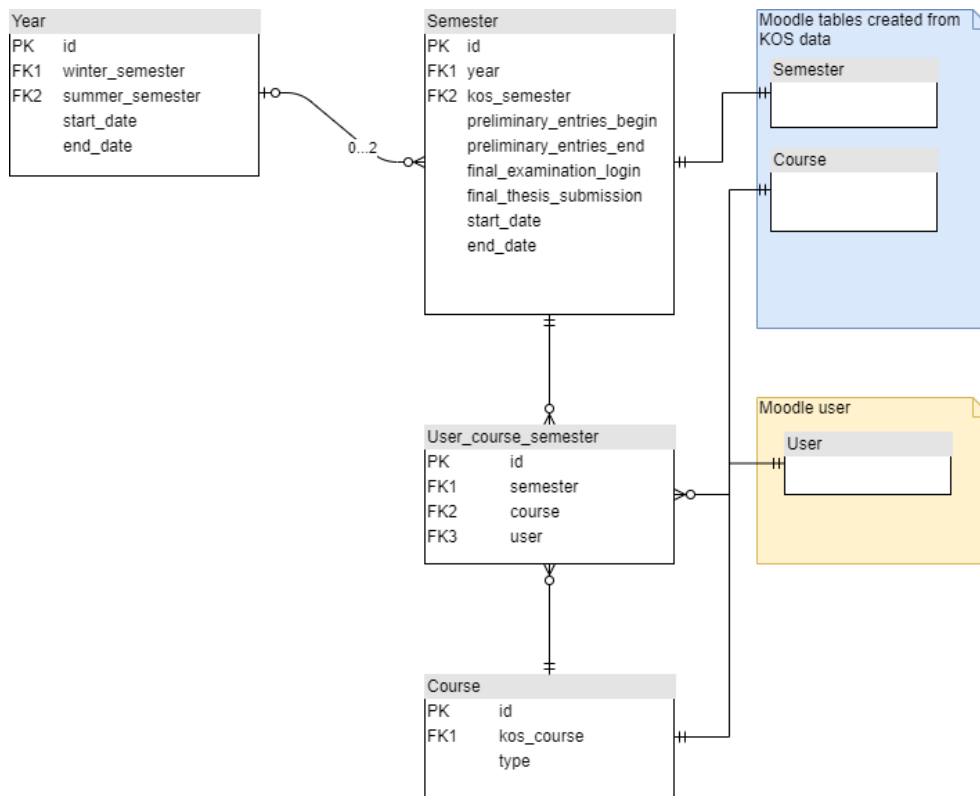 Year
PK id
FK1 winter_semester
FK2 summer_semester
start_date
end_date
0...2
Semester
PK id
FK1 year
FK2 kos_semester
preliminary_entries_begin
preliminary_entries_end
final_examination_login
final_thesis_submission
start_date
end_date
Moodle tables created from
KOS data
Semester
Course
User_course_semester
PK id
FK1 semester
FK2 course
FK3 user
Moodle user
User
Course
PK id
FK1 kos_course
type